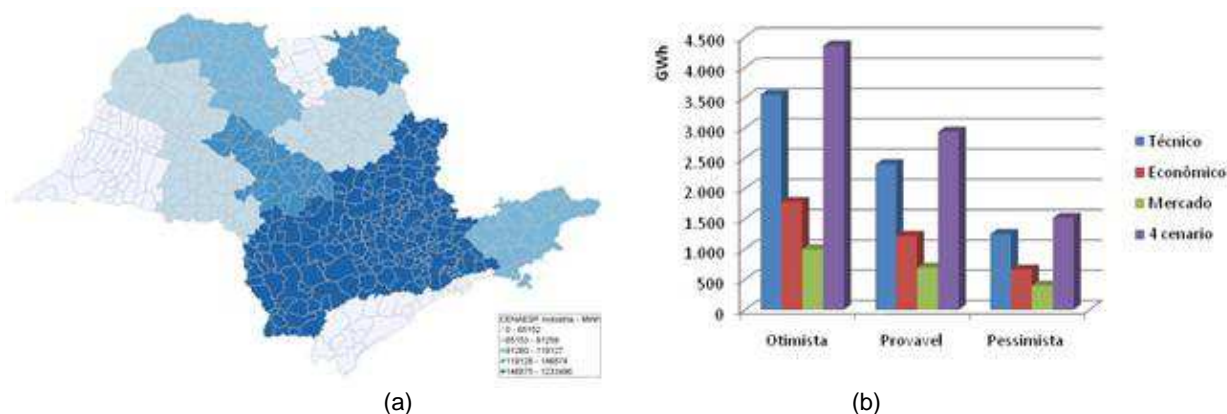 CENAESP Industria - MWh
(a)
GWh
4.500
4.000
3.500
3.000
2.500
2.000
1.500
1.000
500
0
Otimista
Provavel
Pessimista
Técnico
Econômico
Mercado
4 cenario
(b)